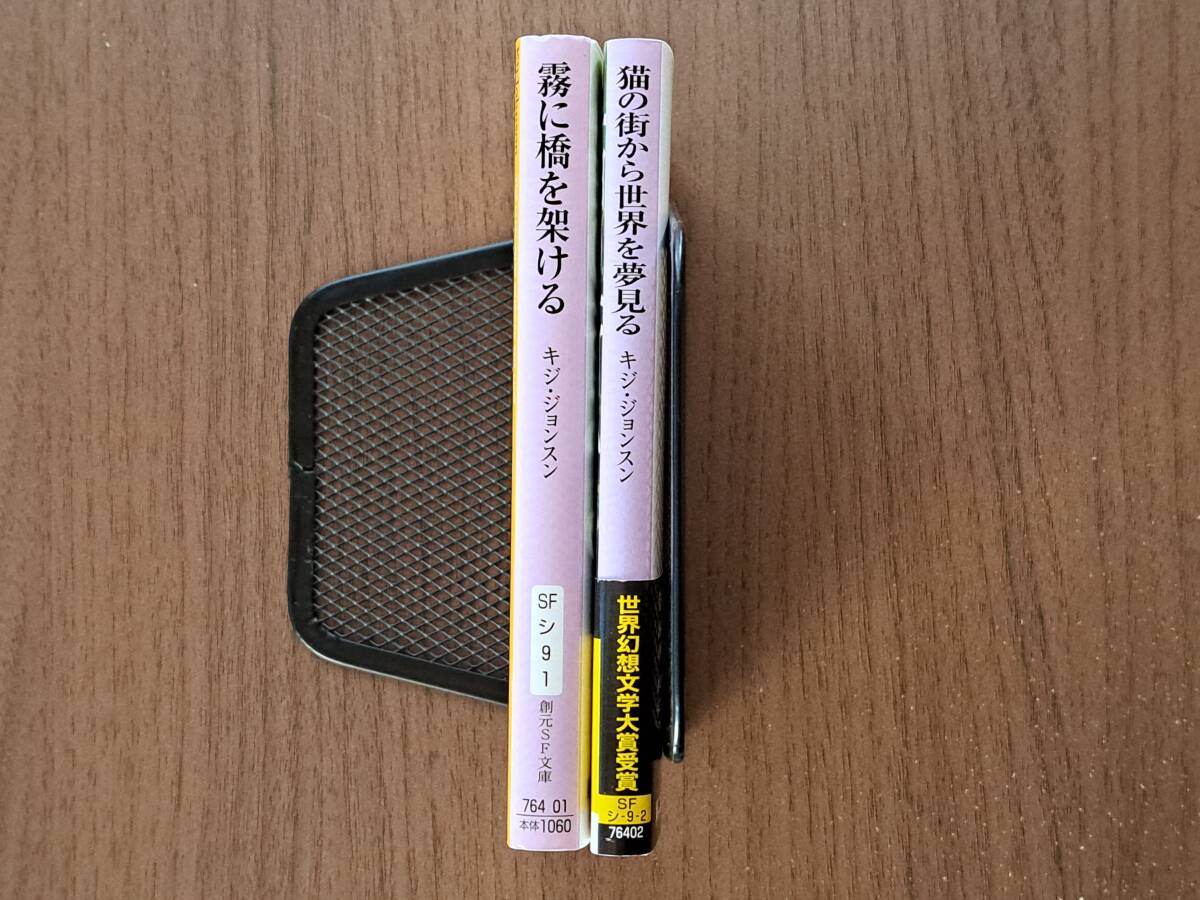 霧に橋を架ける
キジ・ジョンスン
SF
シ
9
1
創元SF文庫
764 01
本体1060
猫の街から世界を夢見る
キジ・ジョンスン
世界幻想文学大賞受賞
SF
シ-9-2
76402